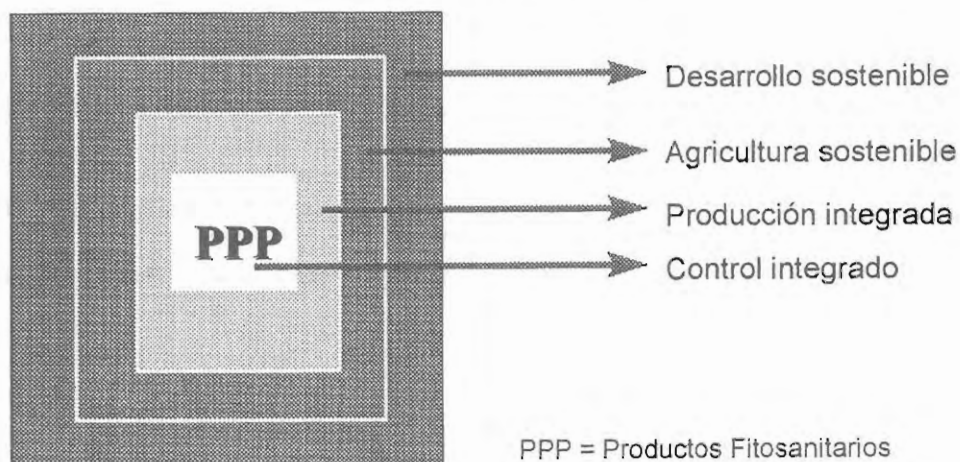 Desarrollo sostenible
Agricultura sostenible
Producción integrada
PPP
Control integrado
PPP = Productos Fitosanitarios